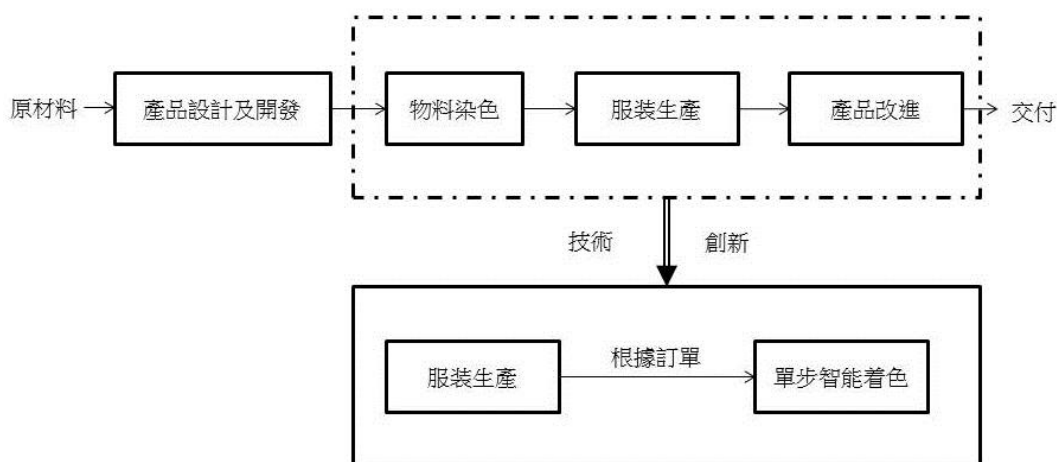 原材料
產品設計及開發
物料染色
服装生產
產品改進
交付
技術
創新
服装生產
根據訂單
單步智能着色